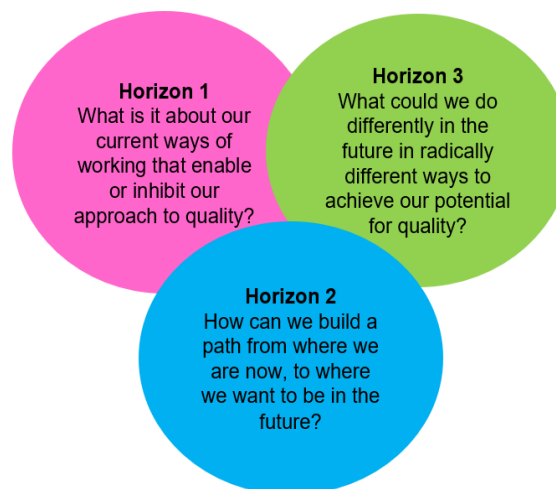 Horizon 1
What is it about our
current ways of
working that enable
or inhibit our
approach to quality?
Horizon 3
What could we do
differently in the
future in radically
different ways to
achieve our potential
for quality?
Horizon 2
How can we build a
path from where we
are now, to where
we want to be in the
future?